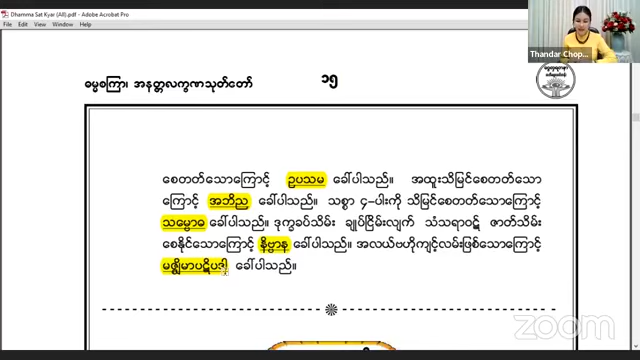 Dhamma Sat Kyar (All).pdf - Adobe Acrobat Pro
File Edit View Window Help
Thandar Chop...
ဓမ္မစကြာ၊ အနတ္တလက္ခဏသုတ်တော်
၁၅
စေတတ်သောကြောင့် ဥပသမ ခေါ်ပါသည်။ အထူးသိမြင်စေတတ်သော
ကြောင့် အဘိည ခေါ်ပါသည်။ သစ္စာ ၄-ပါးကို သိမြင်စေတတ်သောကြောင့်
သမ္ဗောဓ ခေါ်ပါသည်။ ဒုက္ခခပ်သိမ်း ချုပ်ငြိမ်းလျက် သံသရာဝဋ် ဇာတ်သိမ်း
စေနိုင်သောကြောင့် နိဗ္ဗာန ခေါ်ပါသည်။ အလယ်ဗဟိုကျင့်လမ်းဖြစ်သောကြောင့်
မဇ္ဈိမာပဋိပဒါ ခေါ်ပါသည်။
zoom